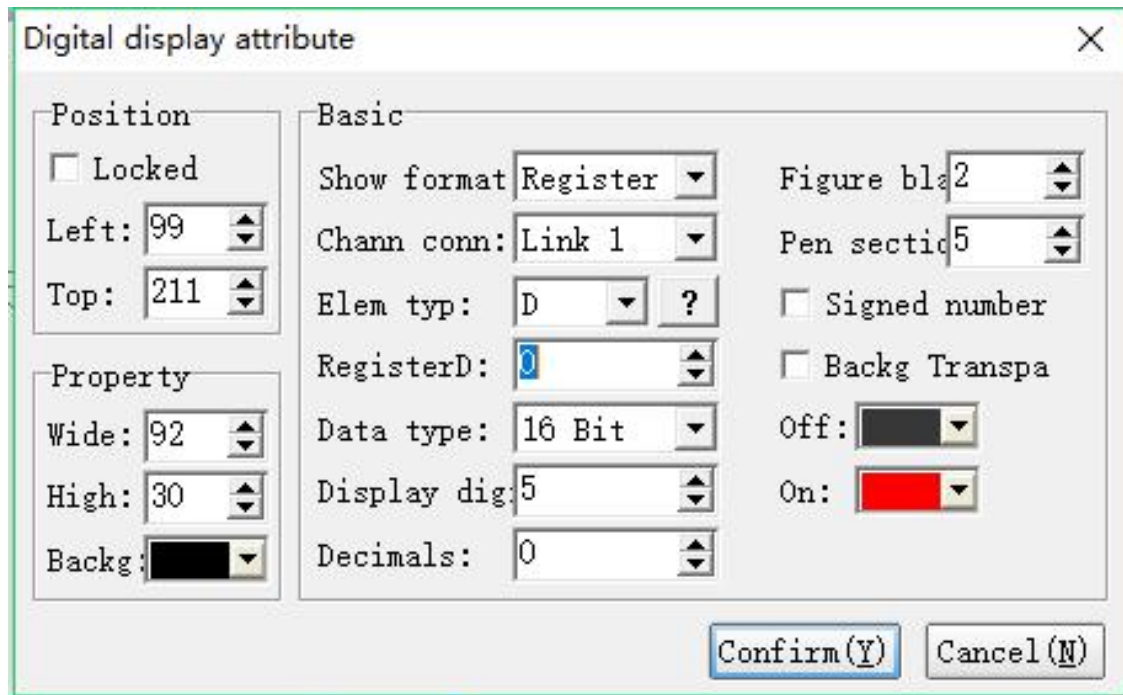 Digital display attribute
Position
Locked
Left: 99
Top: 211
Property
Wide: 92
High: 30
Backg:
Basic
Show format Register
Chann conn: Link 1
Elem typ: D ?
RegisterD: 0
Data type: 16 Bit
Display dig: 5
Decimals: 0
Figure bla 2
Pen sectio 5
Signed number
Backg Transpa
Off:
On:
Confirm(Y)
Cancel(N)